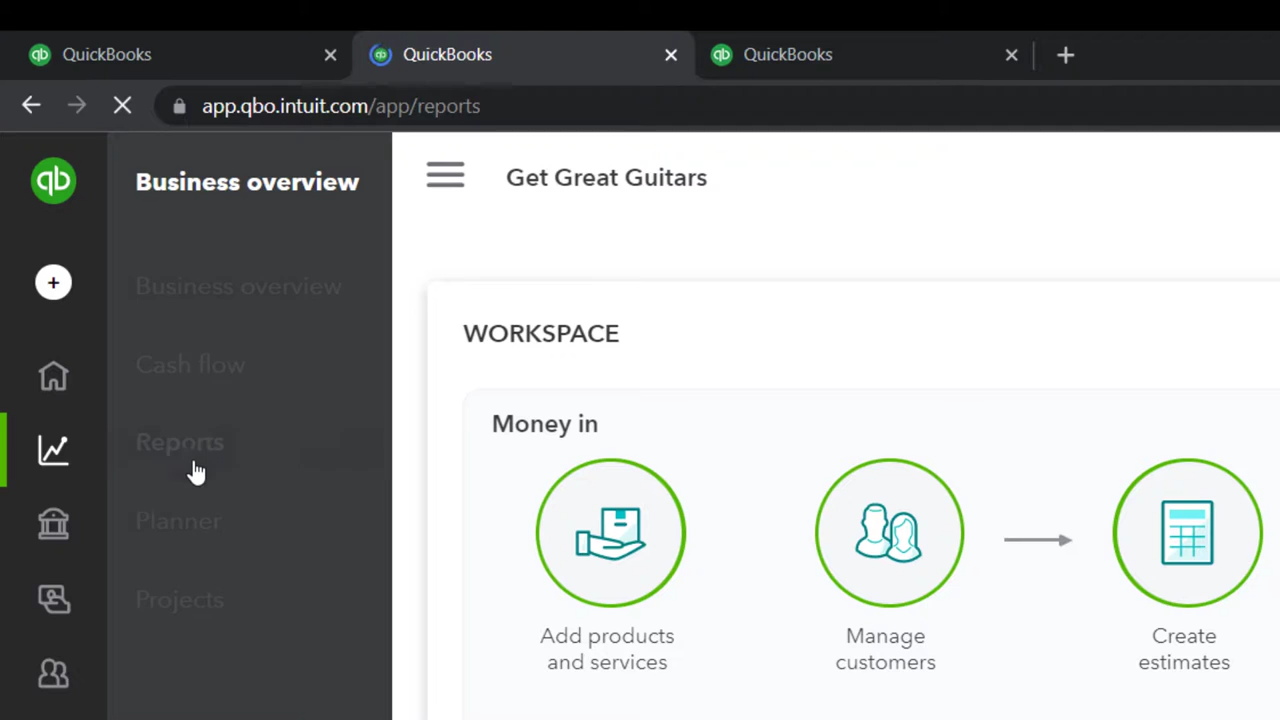 QuickBooks
QuickBooks
QuickBooks
app.qbo.intuit.com/app/reports
qb
Business overview
Get Great Guitars
Business overview
Cash flow
Reports
Planner
Projects
WORKSPACE
Money in
Add products
and services
Manage
customers
Create
estimates